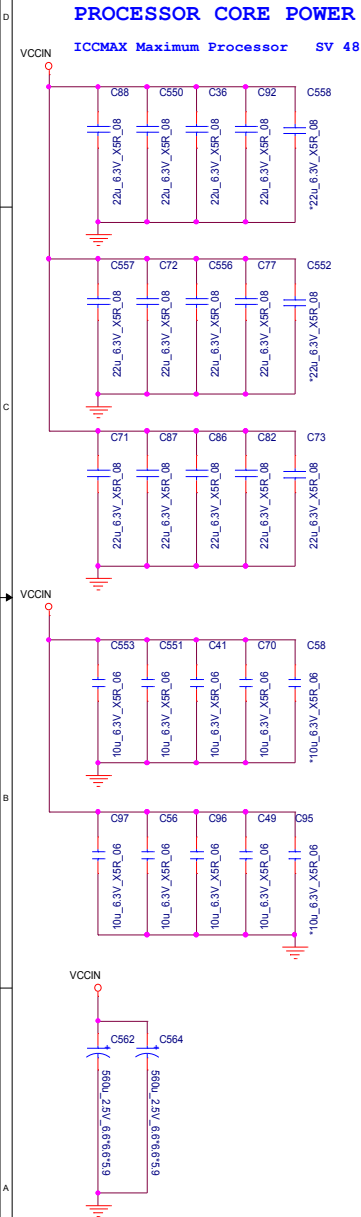 PROCESSOR CORE POWER
ICCMAX Maximum Processor SV 48
D
VCCIN
C88 C550 C36 C92 C558
22u_6.3V_X5R_08 22u_6.3V_X5R_08 22u_6.3V_X5R_08 22u_6.3V_X5R_08 *22u_6.3V_X5R_08
C557 C72 C556 C77 C552
22u_6.3V_X5R_08 22u_6.3V_X5R_08 22u_6.3V_X5R_08 22u_6.3V_X5R_08 *22u_6.3V_X5R_08
C
C71 C87 C86 C82 C73
22u_6.3V_X5R_08 22u_6.3V_X5R_08 22u_6.3V_X5R_08 22u_6.3V_X5R_08 22u_6.3V_X5R_08
VCCIN
C553 C551 C41 C70 C58
10u_6.3V_X5R_06 10u_6.3V_X5R_06 10u_6.3V_X5R_06 10u_6.3V_X5R_06 *10u_6.3V_X5R_06
B
C97 C56 C96 C49 C95
10u_6.3V_X5R_06 10u_6.3V_X5R_06 10u_6.3V_X5R_06 10u_6.3V_X5R_06 *10u_6.3V_X5R_06
VCCIN
C562 C564
+ +
560u_2.5V_6.6*6.6*5.9 560u_2.5V_6.6*6.6*5.9
A